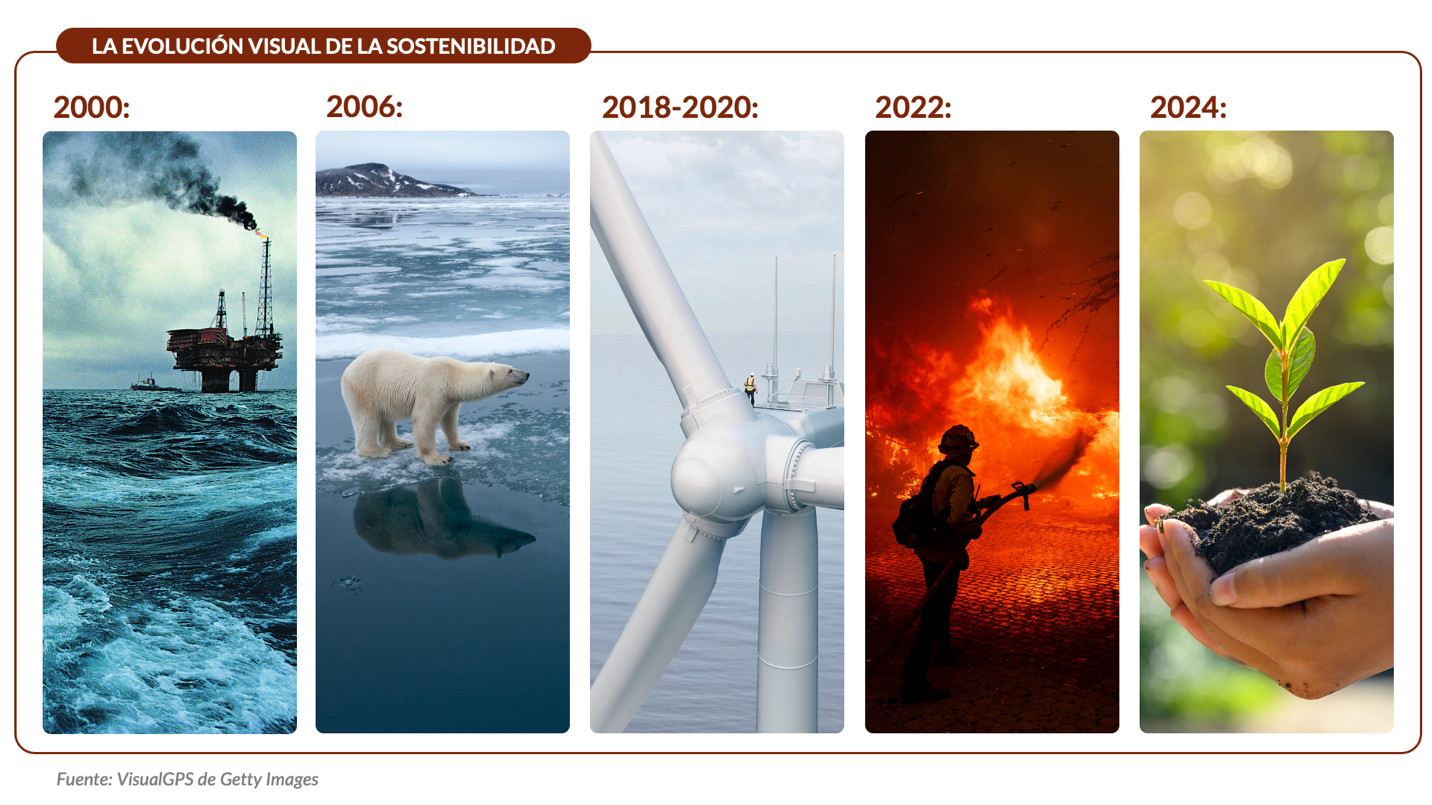 LA EVOLUCIÓN VISUAL DE LA SOSTENIBILIDAD
2000:
2006:
2018-2020:
2022:
2024:
Fuente: VisualGPS de Getty Images